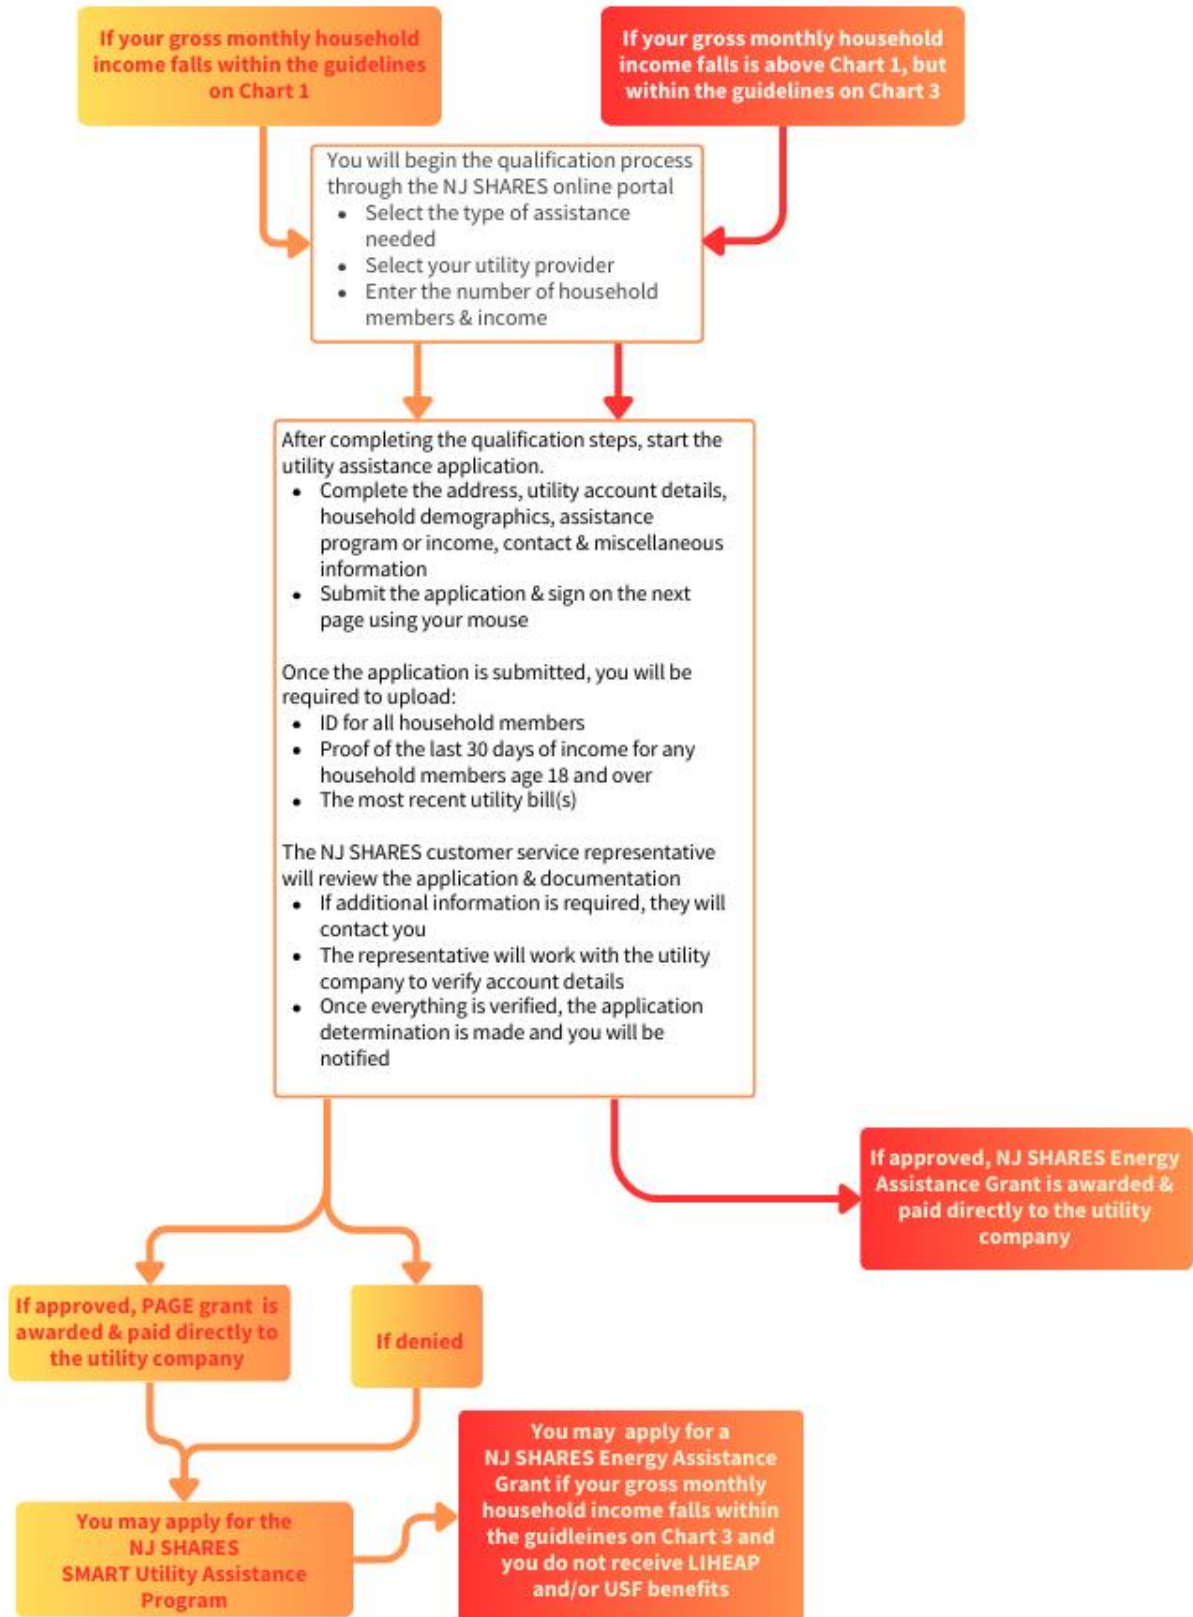 If your gross monthly household
income falls within the guidelines
on Chart 1
If your gross monthly household
income falls is above Chart 1, but
within the guidelines on Chart 3
You will begin the qualification process
through the NJ SHARES online portal
• Select the type of assistance
needed
• Select your utility provider
• Enter the number of household
members & income
After completing the qualification steps, start the
utility assistance application.
• Complete the address, utility account details,
household demographics, assistance
program or income, contact & miscellaneous
information
• Submit the application & sign on the next
page using your mouse
Once the application is submitted, you will be
required to upload:
• ID for all household members
• Proof of the last 30 days of income for any
household members age 18 and over
• The most recent utility bill(s)
The NJ SHARES customer service representative
will review the application & documentation
• If additional information is required, they will
contact you
• The representative will work with the utility
company to verify account details
• Once everything is verified, the application
determination is made and you will be
notified
If approved, NJ SHARES Energy
Assistance Grant is awarded &
paid directly to the utility
company
If approved, PAGE grant is
awarded & paid directly to
the utility company
If denied
You may apply for the
NJ SHARES
SMART Utility Assistance
Program
You may apply for a
NJ SHARES Energy Assistance
Grant if your gross monthly
household income falls within
the guidleines on Chart 3 and
you do not receive LIHEAP
and/or USF benefits